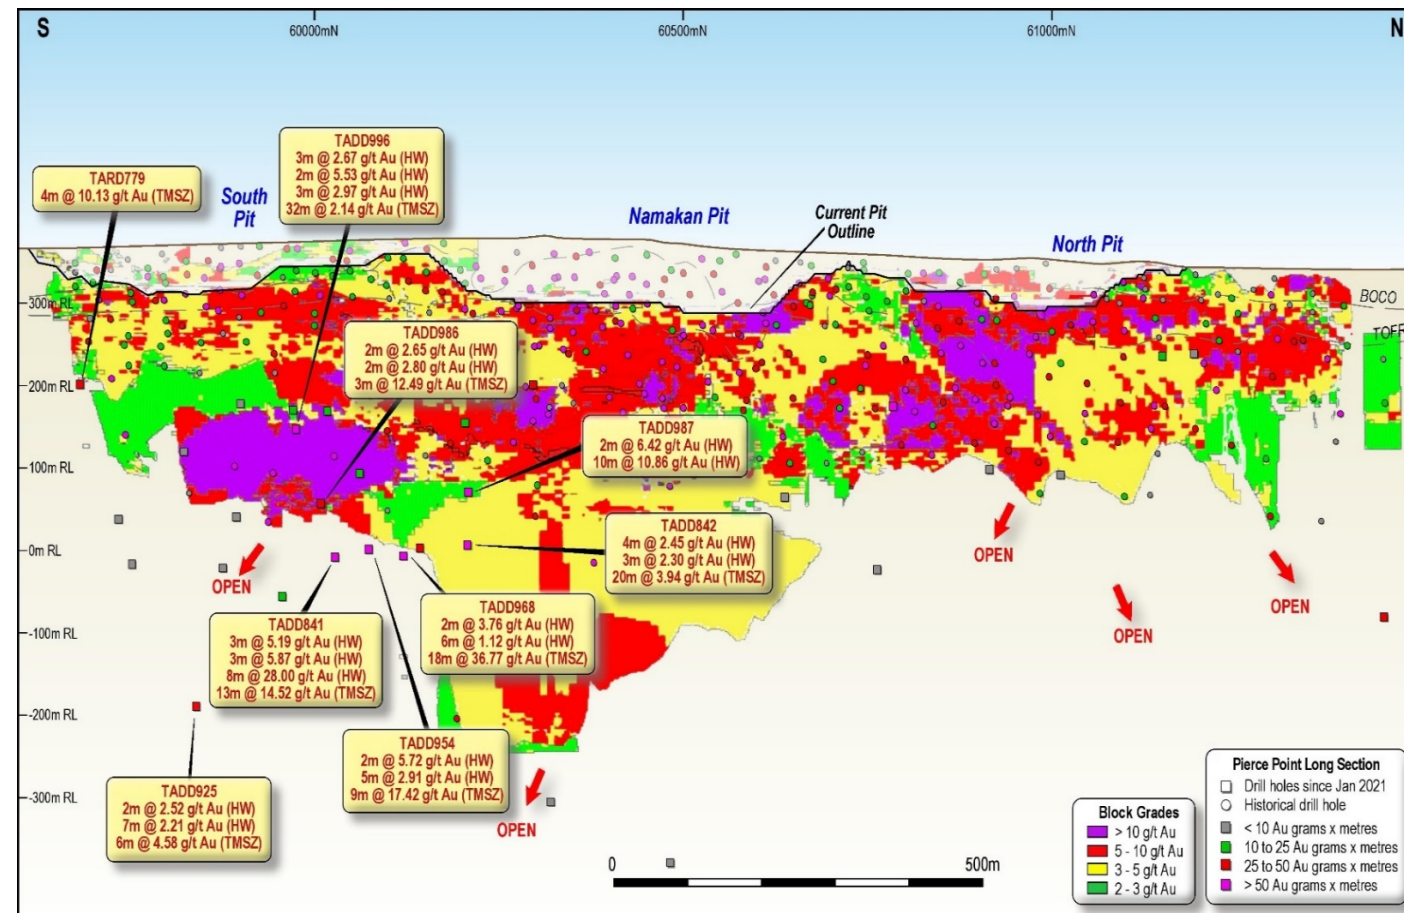 S
60000mN
60500mN
61000mN
N
TADD996
3m @ 2.67 g/t Au (HW)
2m @ 5.53 g/t Au (HW)
3m @ 2.97 g/t Au (HW)
32m @ 2.14 g/t Au (TMSZ)
TARD779
4m @ 10.13 g/t Au (TMSZ)
South
Pit
Namakan Pit
Current Pit
Outline
North Pit
300m RL
BOCO
TOFR
TADD986
2m @ 2.65 g/t Au (HW)
2m @ 2.80 g/t Au (HW)
3m @ 12.49 g/t Au (TMSZ)
200m RL
TADD987
2m @ 6.42 g/t Au (HW)
10m @ 10.86 g/t Au (HW)
100m RL
TADD842
4m @ 2.45 g/t Au (HW)
3m @ 2.30 g/t Au (HW)
20m @ 3.94 g/t Au (TMSZ)
0m RL
OPEN
OPEN
OPEN
OPEN
TADD968
2m @ 3.76 g/t Au (HW)
6m @ 1.12 g/t Au (HW)
18m @ 36.77 g/t Au (TMSZ)
TADD841
3m @ 5.19 g/t Au (HW)
3m @ 5.87 g/t Au (HW)
8m @ 28.00 g/t Au (HW)
13m @ 14.52 g/t Au (TMSZ)
-100m RL
-200m RL
TADD954
2m @ 5.72 g/t Au (HW)
5m @ 2.91 g/t Au (HW)
9m @ 17.42 g/t Au (TMSZ)
TADD925
2m @ 2.52 g/t Au (HW)
7m @ 2.21 g/t Au (HW)
6m @ 4.58 g/t Au (TMSZ)
-300m RL
OPEN
0
500m
Block Grades
> 10 g/t Au
5 - 10 g/t Au
3 - 5 g/t Au
2 - 3 g/t Au
Pierce Point Long Section
Drill holes since Jan 2021
Historical drill hole
< 10 Au grams x metres
10 to 25 Au grams x metres
25 to 50 Au grams x metres
> 50 Au grams x metres